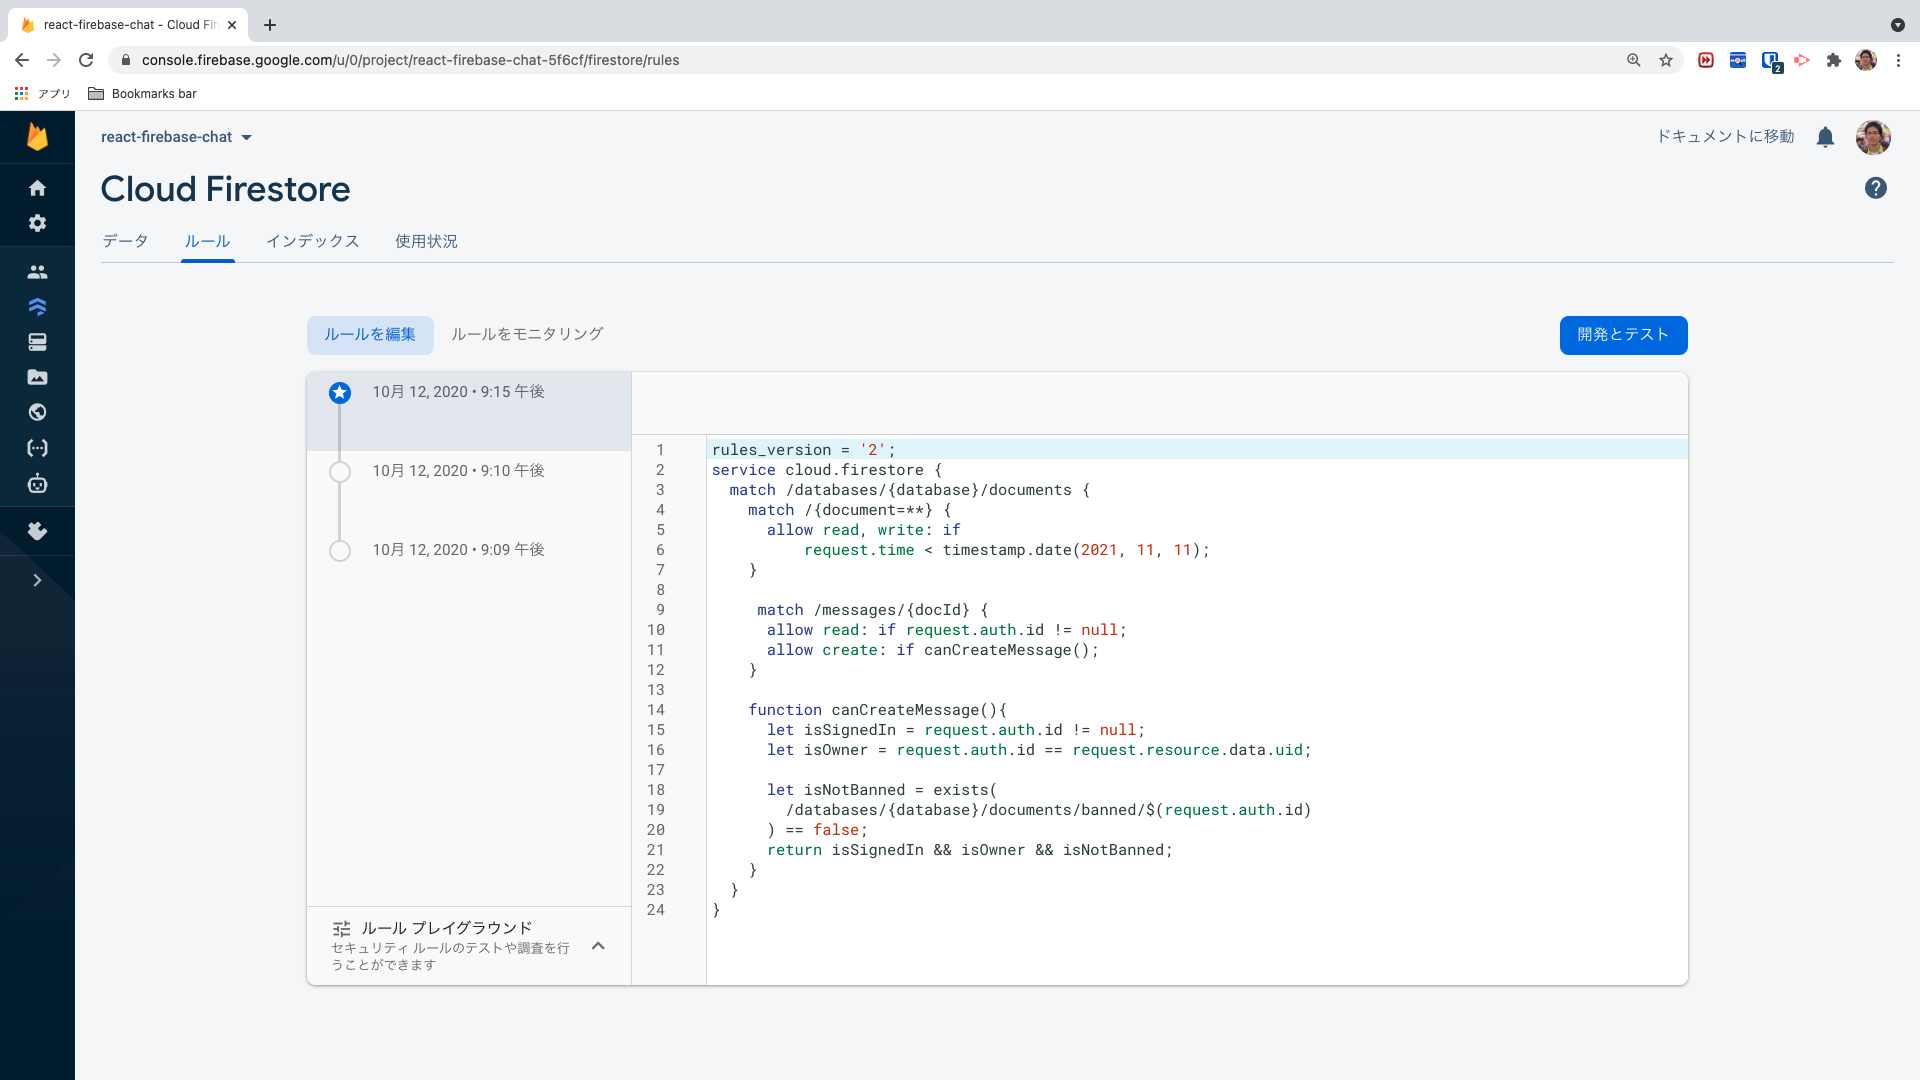 react-firebase-chat - Cloud Fir
console.firebase.google.com/u/0/project/react-firebase-chat-5f6cf/firestore/rules
2
アプリ
Bookmarks bar
react-firebase-chat
ドキュメントに移動
Cloud Firestore
データ
ルール
インデックス
使用状況
ルールを編集
ルールをモニタリング
開発とテスト
10月 12, 2020 • 9:15 午後
10月 12, 2020 • 9:10 午後
10月 12, 2020 • 9:09 午後
ルール プレイグラウンド
セキュリティ ルールのテストや調査を行
うことができます
1 rules_version = '2';
2 service cloud.firestore {
3   match /databases/{database}/documents {
4     match /{document=**} {
5       allow read, write: if
6           request.time < timestamp.date(2021, 11, 11);
7     }
8
9      match /messages/{docId} {
10       allow read: if request.auth.id != null;
11       allow create: if canCreateMessage();
12     }
13
14     function canCreateMessage(){
15       let isSignedIn = request.auth.id != null;
16       let isOwner = request.auth.id == request.resource.data.uid;
17
18       let isNotBanned = exists(
19         /databases/{database}/documents/banned/$(request.auth.id)
20       ) == false;
21       return isSignedIn && isOwner && isNotBanned;
22     }
23   }
24 }